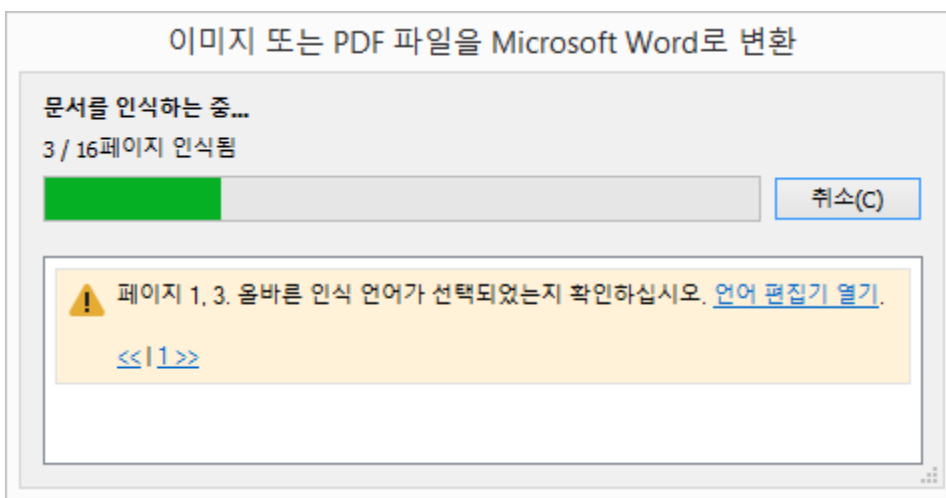 이미지 또는 PDF 파일을 Microsoft Word로 변환
문서를 인식하는 중...
3 / 16페이지 인식됨
취소(C)
페이지 1, 3. 올바른 인식 언어가 선택되었는지 확인하십시오. 언어 편집기 열기.
<< | 1 >>